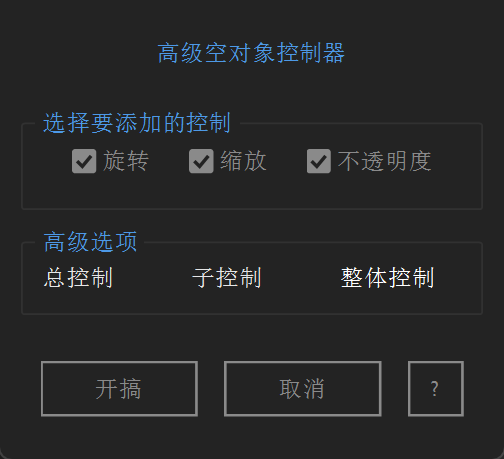 高级空对象控制器
选择要添加的控制
旋转 缩放 不透明度
高级选项
总控制 子控制 整体控制
开搞 取消 ?